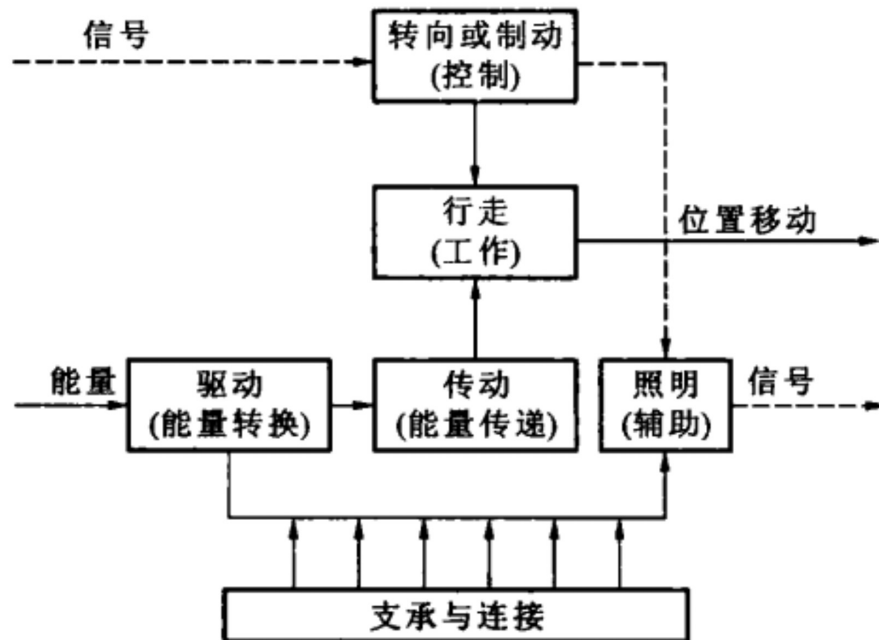 信号
转向或制动
(控制)
行走
(工作)
位置移动
能量
驱动
(能量转换)
传动
(能量传递)
照明
(辅助)
信号
支承与连接